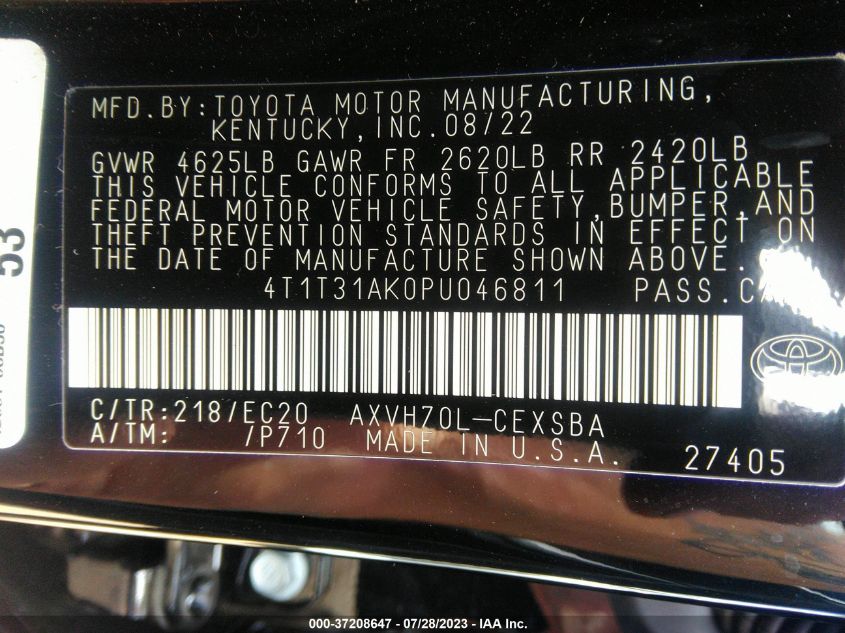 MFD.BY:TOYOTA MOTOR MANUFACTURING,
KENTUCKY,INC.08/22
GVWR 4625LB GAWR FR 2620LB RR 2420LB
THIS VEHICLE CONFORMS TO ALL APPLICABLE
FEDERAL MOTOR VEHICLE SAFETY,BUMPER,AND
THEFT PREVENTION STANDARDS IN EFFECT ON
THE DATE OF MANUFACTURE SHOWN ABOVE.
4T1T31AK0PU046811 PASS.
C/TR:218/EC20 AXVH70L-CEXSBA
A/TM: /P710 MADE IN U.S.A. 27405
53
000-37208647 / 07/28/2023 - IAA Inc.